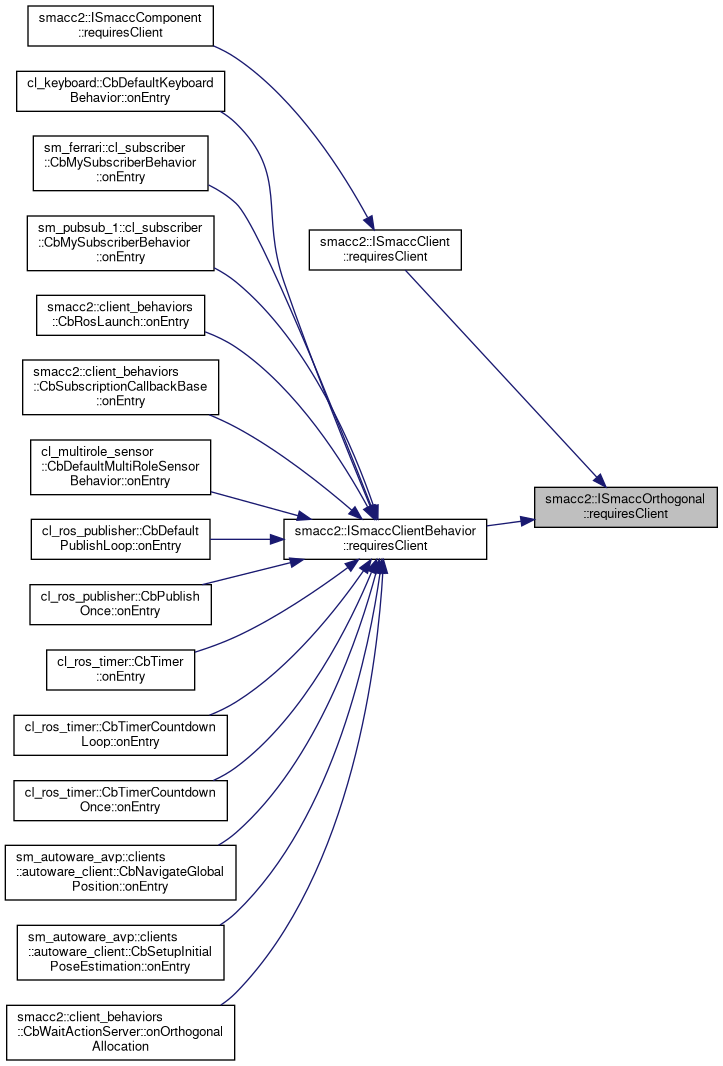 smacc2::ISmaccComponent
::requiresClient
cl_keyboard::CbDefaultKeyboard
Behavior::onEntry
sm_ferrari::cl_subscriber
::CbMySubscriberBehavior
::onEntry
sm_pubsub_1::cl_subscriber
::CbMySubscriberBehavior
::onEntry
smacc2::ISmaccClient
::requiresClient
smacc2::client_behaviors
::CbRosLaunch::onEntry
smacc2::client_behaviors
::CbSubscriptionCallbackBase
::onEntry
cl_multirole_sensor
::CbDefaultMultiRoleSensor
Behavior::onEntry
smacc2::ISmaccOrthogonal
::requiresClient
cl_ros_publisher::CbDefault
PublishLoop::onEntry
smacc2::ISmaccClientBehavior
::requiresClient
cl_ros_publisher::CbPublish
Once::onEntry
cl_ros_timer::CbTimer
::onEntry
cl_ros_timer::CbTimerCountdown
Loop::onEntry
cl_ros_timer::CbTimerCountdown
Once::onEntry
sm_autoware_avp::clients
::autoware_client::CbNavigateGlobal
Position::onEntry
sm_autoware_avp::clients
::autoware_client::CbSetupInitial
PoseEstimation::onEntry
smacc2::client_behaviors
::CbWaitActionServer::onOrthogonal
Allocation